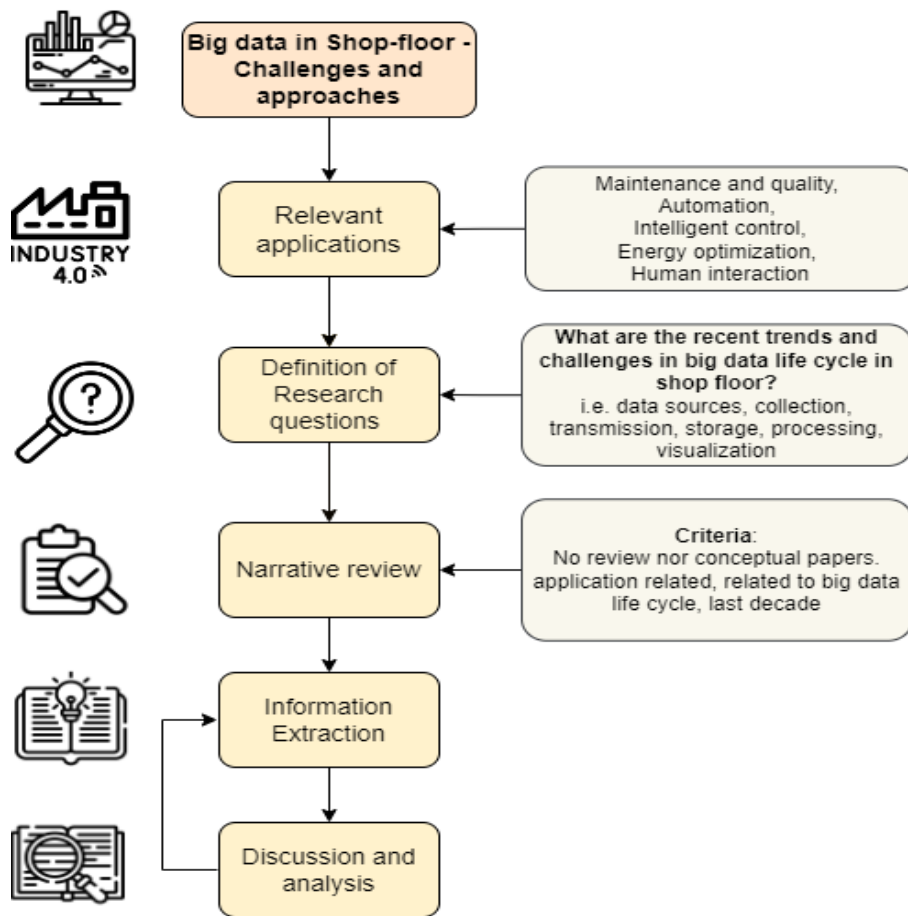 Big data in Shop-floor -
Challenges and
approaches
Relevant
applications
Maintenance and quality,
Automation,
Intelligent control,
Energy optimization,
Human interaction
INDUSTRY
4.0
Definition of
Research
questions
?
What are the recent trends and
challenges in big data life cycle in
shop floor?
i.e. data sources, collection,
transmission, storage, processing,
visualization
Narrative review
Criteria:
No review nor conceptual papers.
application related, related to big data
life cycle, last decade
Information
Extraction
Discussion and
analysis